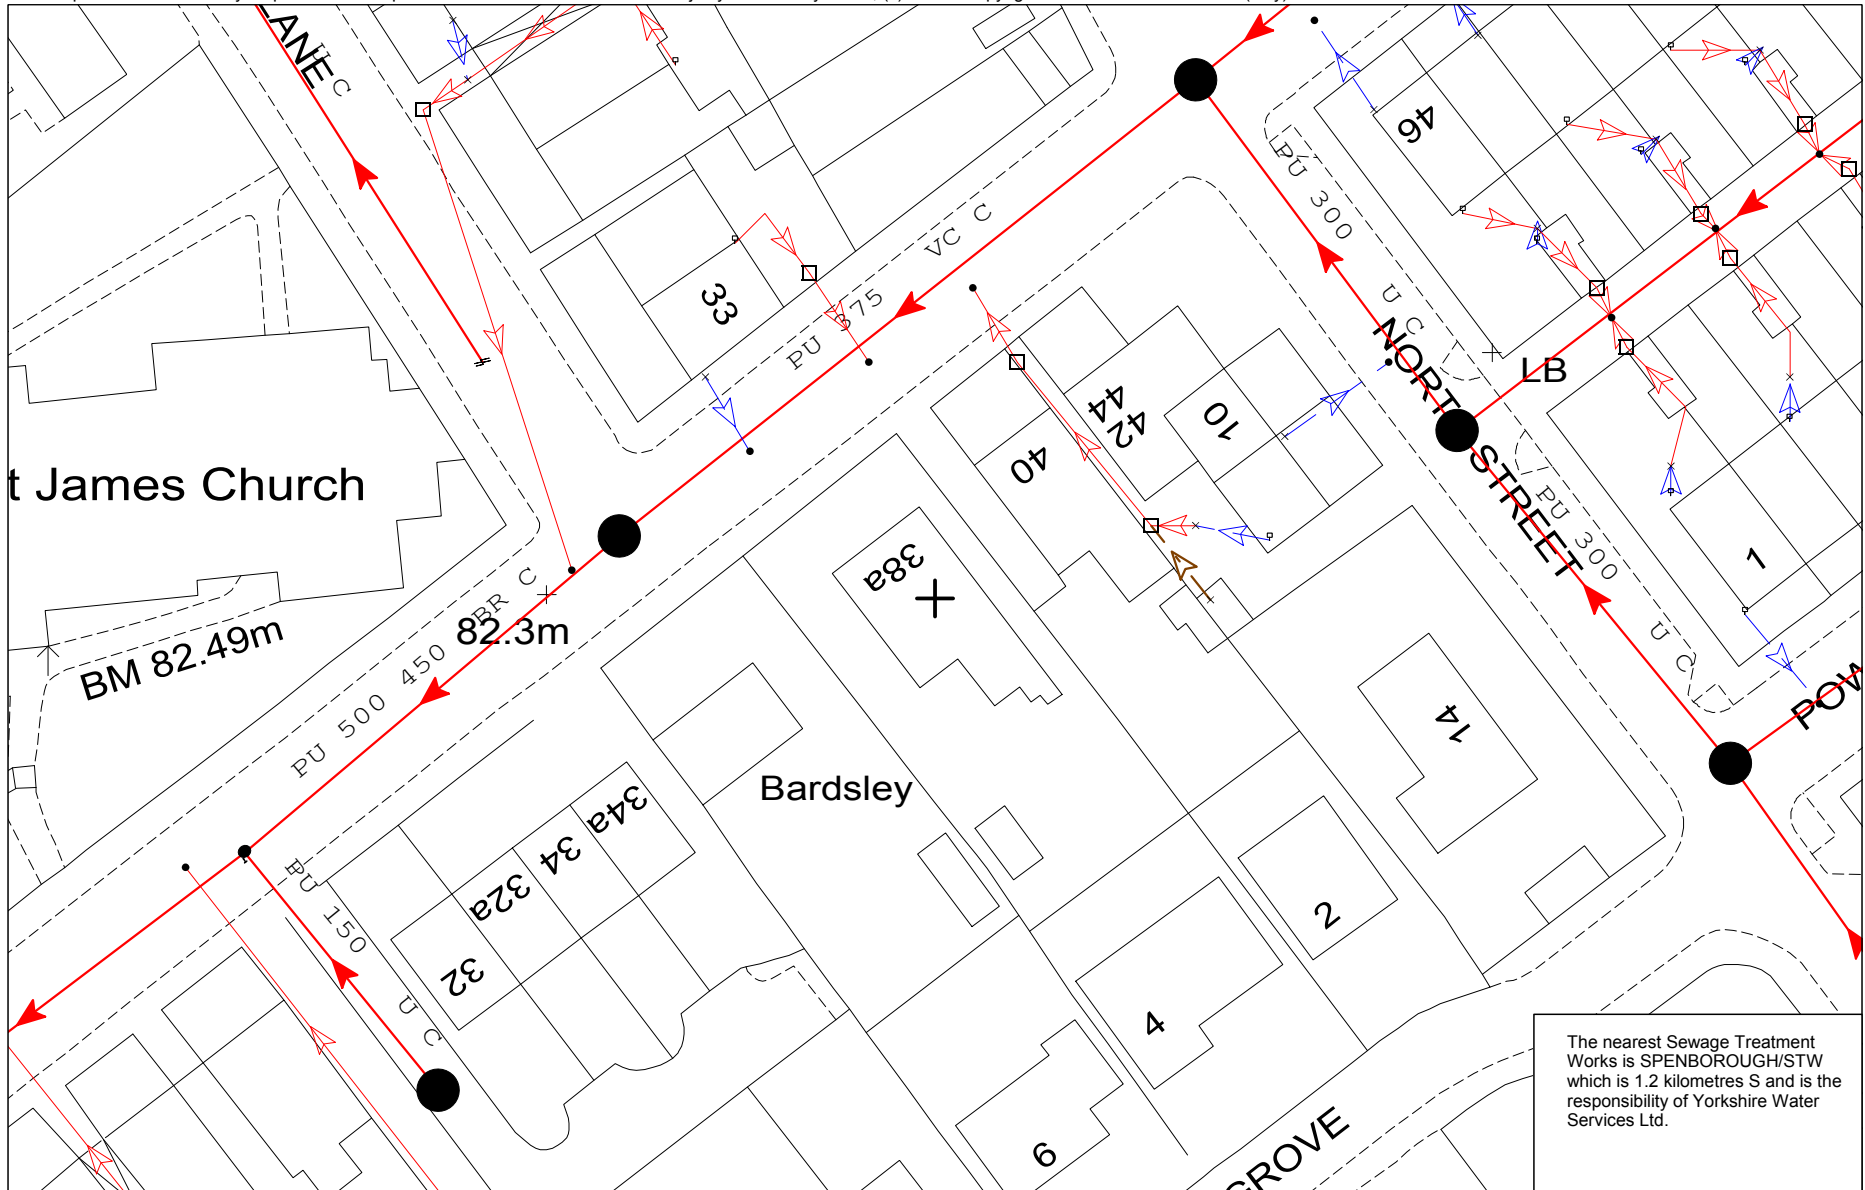 LANE
U C
46
PU 300
VC C
33
PU 375
U C
NORTH STREET
LB
44
42
10
40
t James Church
PU 300
1
38a
BR C
82.3m
BM 82.49m
PU 500 450
U C
14
POW
Bardsley
34a
34
32a
32
PU 150
U C
2
4
6
GROVE
The nearest Sewage Treatment
Works is SPENBOROUGH/STW
which is 1.2 kilometres S and is the
responsibility of Yorkshire Water
Services Ltd.